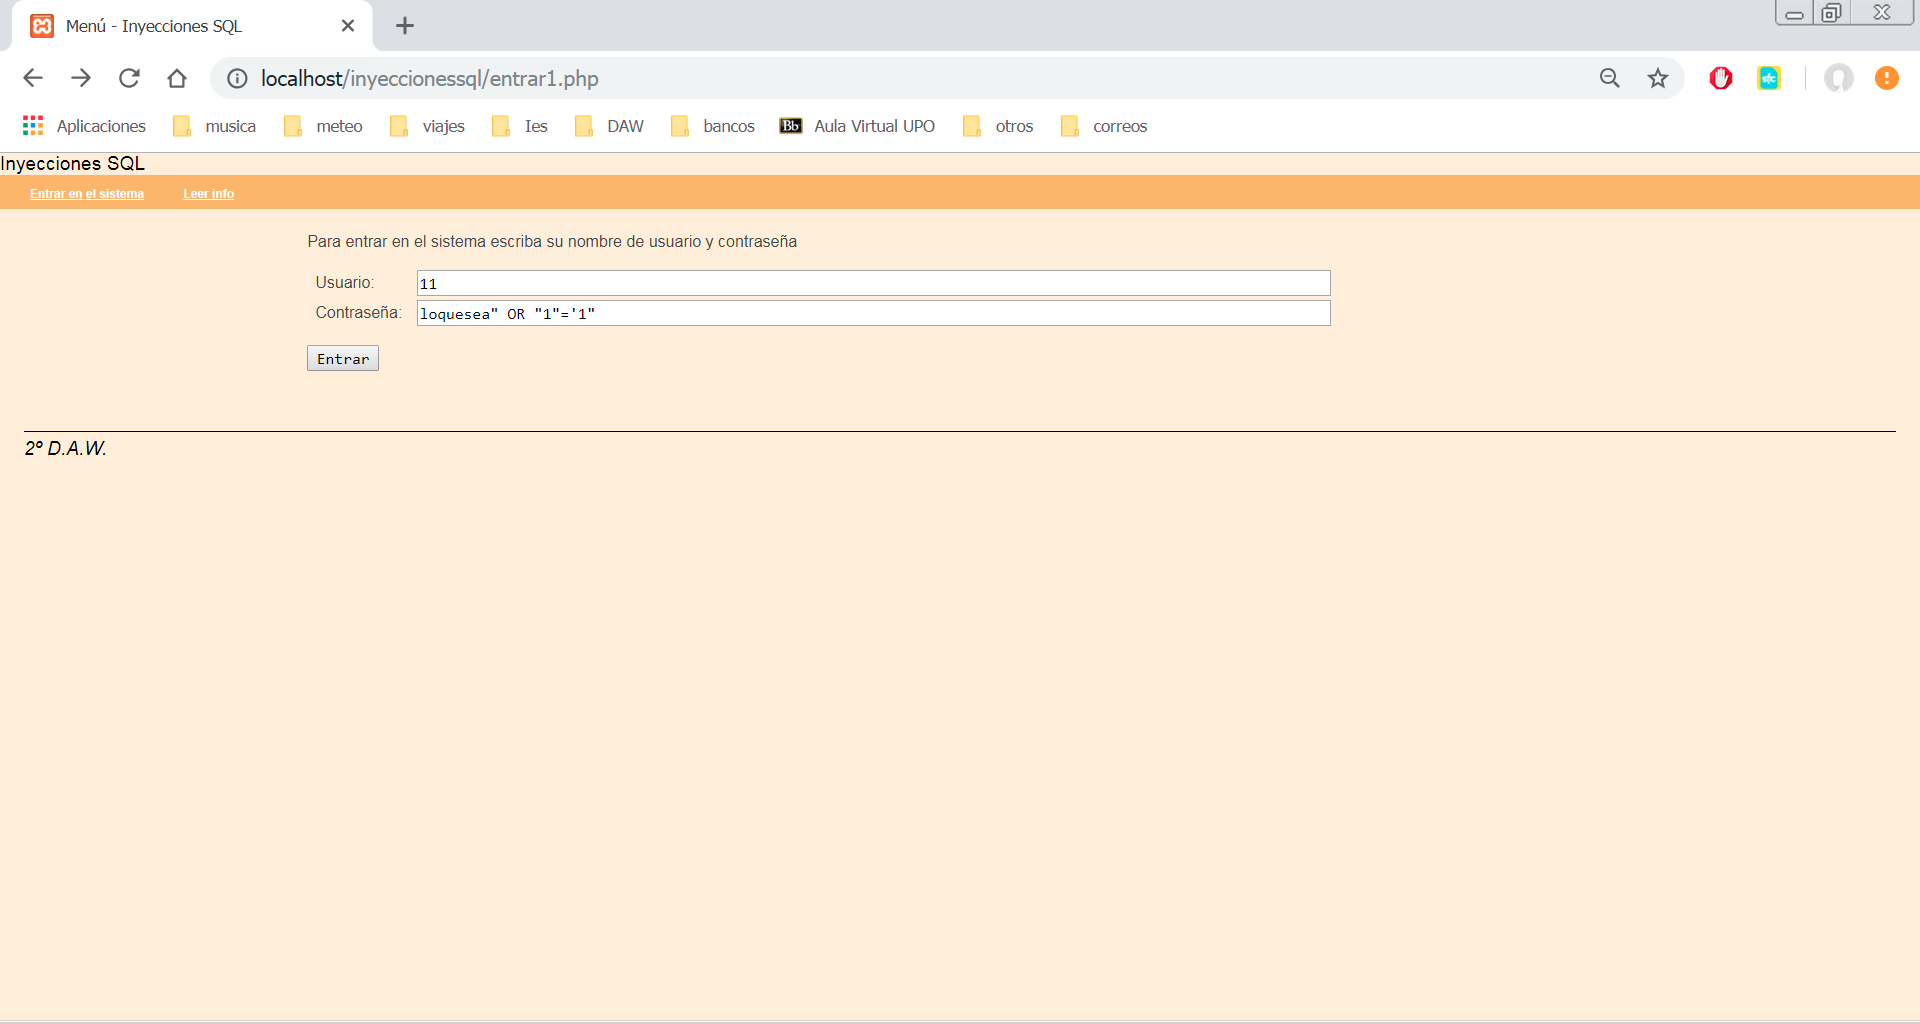 Menú - Inyecciones SQL
localhost/inyeccionessql/entrar1.php
Aplicaciones musica meteo viajes Ies DAW bancos Bb Aula Virtual UPO otros correos
Inyecciones SQL
Entrar en el sistema Leer info
Para entrar en el sistema escriba su nombre de usuario y contraseña
Usuario: 11
Contraseña: loquesea" OR "1"='1"
Entrar
2º D.A.W.